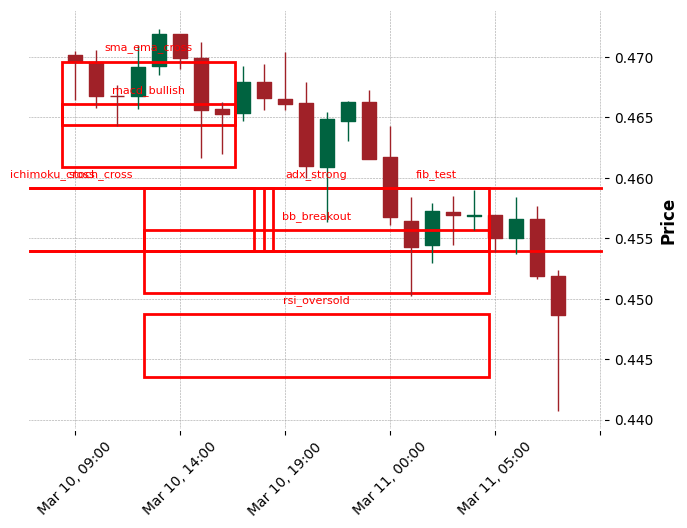 sma_ema_cross
macd_bullish
ichimoku_cross
stoch_cross
adx_strong
fib_test
bb_breakout
rsi_oversold
0.470
0.465
0.460
0.455
0.450
0.445
0.440
Price
Mar 10, 09:00
Mar 10, 14:00
Mar 10, 19:00
Mar 11, 00:00
Mar 11, 05:00